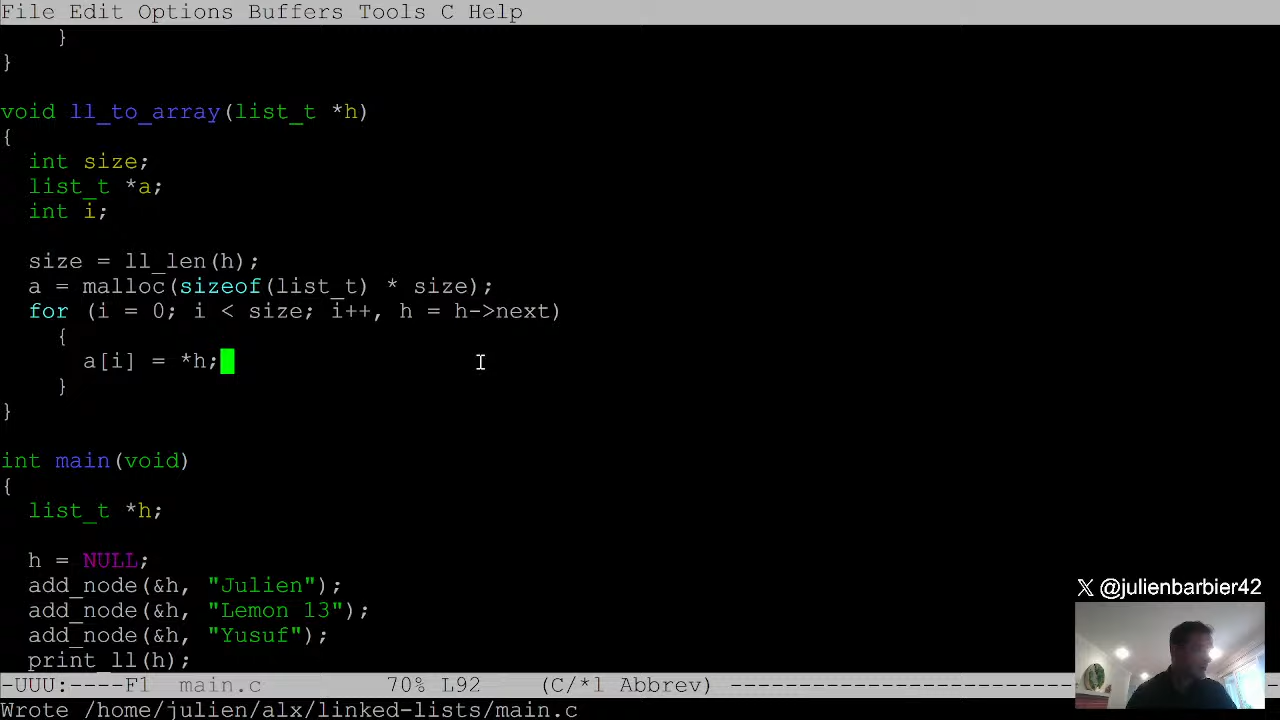 File Edit Options Buffers Tools C Help
}
}
void ll_to_array(list_t *h)
{
int size;
list_t *a;
int i;
size = ll_len(h);
a = malloc(sizeof(list_t) * size);
for (i = 0; i < size; i++, h = h->next)
{
a[i] = *h;
}
}
int main(void)
{
list_t *h;
h = NULL;
add_node(&h, "Julien");
add_node(&h, "Lemon 13");
add_node(&h, "Yusuf");
print_ll(h);
X @julienbarbier42
-UUU:----F1 main.c 70% L92 (C/*l Abbrev) ------------------------
Wrote /home/julien/alx/linked-lists/main.c